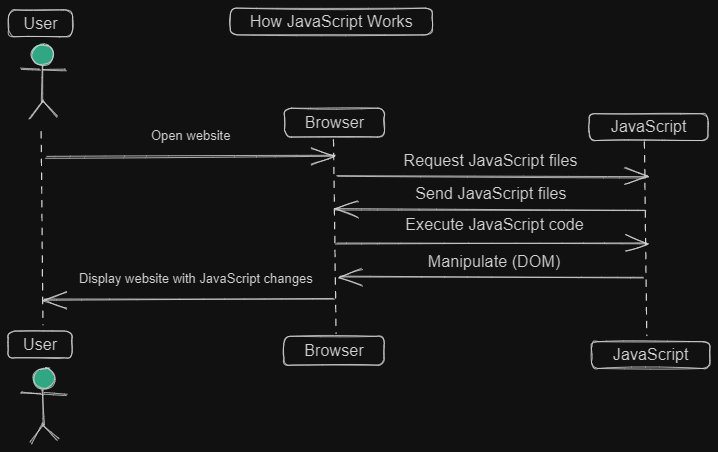 User
How JavaScript Works
Browser
JavaScript
Open website
Request JavaScript files
Send JavaScript files
Execute JavaScript code
Manipulate (DOM)
Display website with JavaScript changes
User
Browser
JavaScript